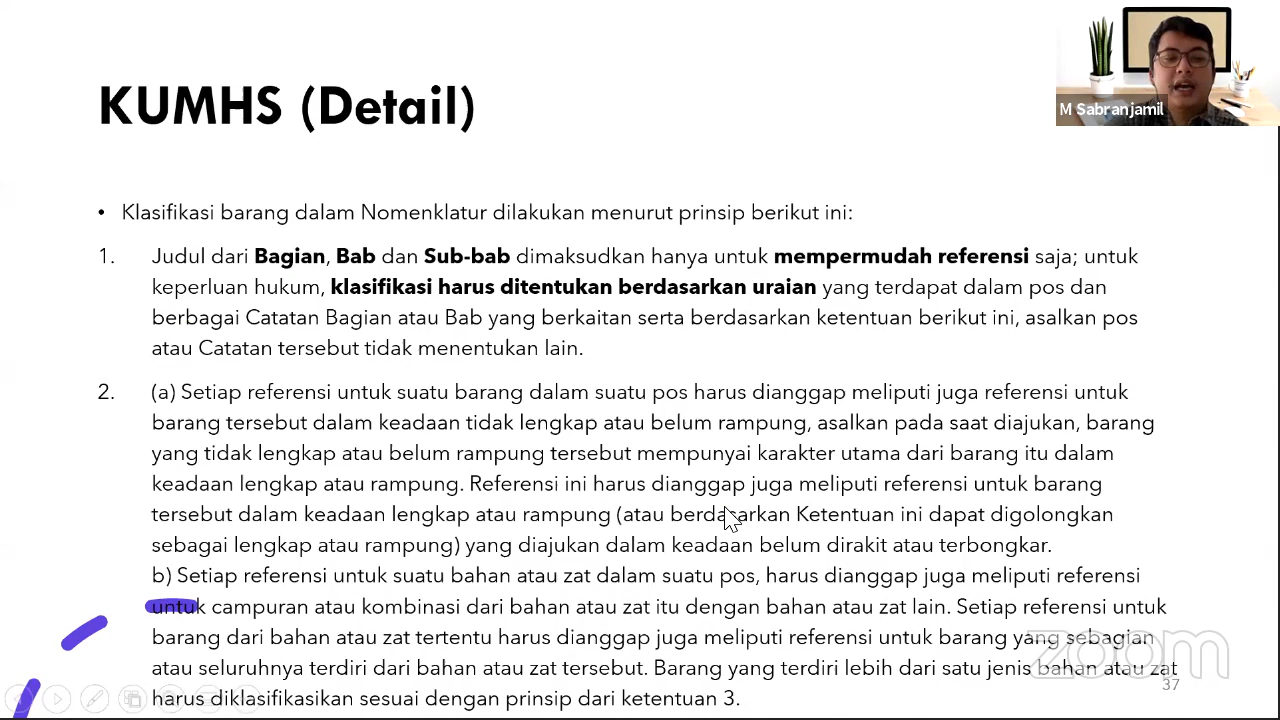 M Sabranjamil
KUMHS (Detail)
• Klasifikasi barang dalam Nomenklatur dilakukan menurut prinsip berikut ini:
1. Judul dari Bagian, Bab dan Sub-bab dimaksudkan hanya untuk mempermudah referensi saja; untuk
keperluan hukum, klasifikasi harus ditentukan berdasarkan uraian yang terdapat dalam pos dan
berbagai Catatan Bagian atau Bab yang berkaitan serta berdasarkan ketentuan berikut ini, asalkan pos
atau Catatan tersebut tidak menentukan lain.
2. (a) Setiap referensi untuk suatu barang dalam suatu pos harus dianggap meliputi juga referensi untuk
barang tersebut dalam keadaan tidak lengkap atau belum rampung, asalkan pada saat diajukan, barang
yang tidak lengkap atau belum rampung tersebut mempunyai karakter utama dari barang itu dalam
keadaan lengkap atau rampung. Referensi ini harus dianggap juga meliputi referensi untuk barang
tersebut dalam keadaan lengkap atau rampung (atau berdasarkan Ketentuan ini dapat digolongkan
sebagai lengkap atau rampung) yang diajukan dalam keadaan belum dirakit atau terbongkar.
b) Setiap referensi untuk suatu bahan atau zat dalam suatu pos, harus dianggap juga meliputi referensi
untuk campuran atau kombinasi dari bahan atau zat itu dengan bahan atau zat lain. Setiap referensi untuk
barang dari bahan atau zat tertentu harus dianggap juga meliputi referensi untuk barang yang sebagian
atau seluruhnya terdiri dari bahan atau zat tersebut. Barang yang terdiri lebih dari satu jenis bahan atau zat
harus diklasifikasikan sesuai dengan prinsip dari ketentuan 3.
zoom
37